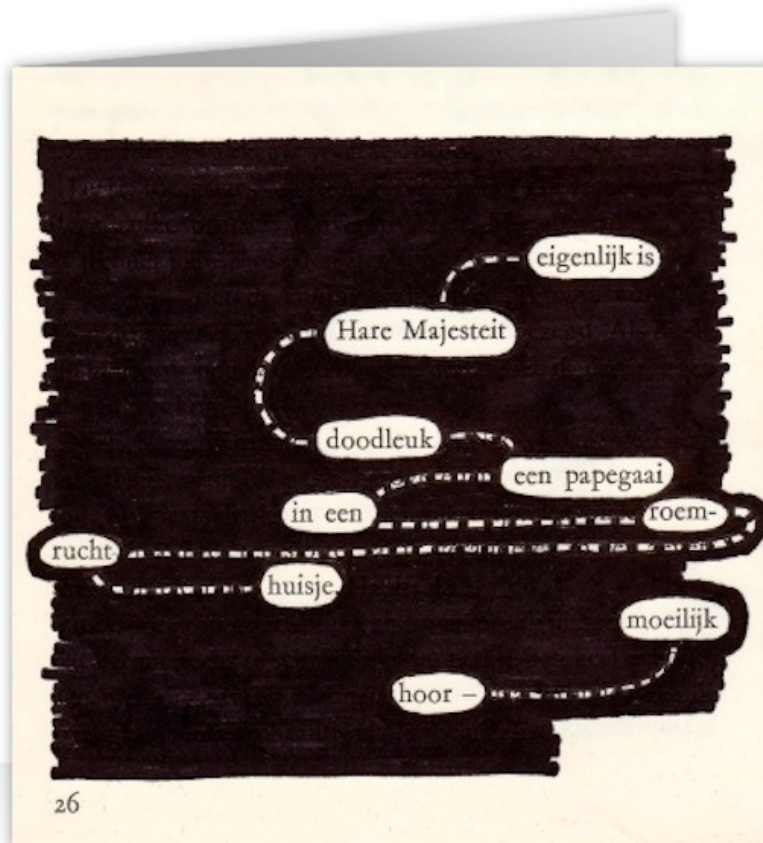 eigenlijk is
Hare Majesteit
doodleuk
een papegaai
in een
roem-
rucht
huisje
moeilijk
hoor –
26